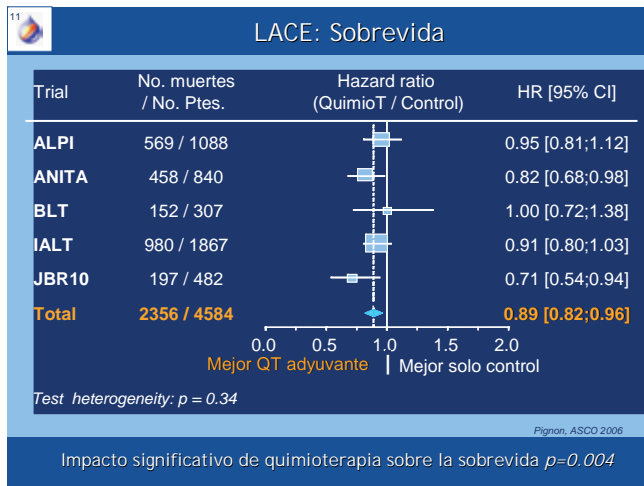 11
LACE: Sobrevida
Trial No. muertes / No. Ptes. Hazard ratio (QuimioT / Control) HR [95% CI]
ALPI 569 / 1088 0.95 [0.81;1.12]
ANITA 458 / 840 0.82 [0.68;0.98]
BLT 152 / 307 1.00 [0.72;1.38]
IALT 980 / 1867 0.91 [0.80;1.03]
JBR10 197 / 482 0.71 [0.54;0.94]
Total 2356 / 4584 0.89 [0.82;0.96]
0.0 0.5 1.0 1.5 2.0
Mejor QT adyuvante Mejor solo control
Test heterogeneity: p = 0.34
Pignon, ASCO 2006
Impacto significativo de quimioterapia sobre la sobrevida p=0.004